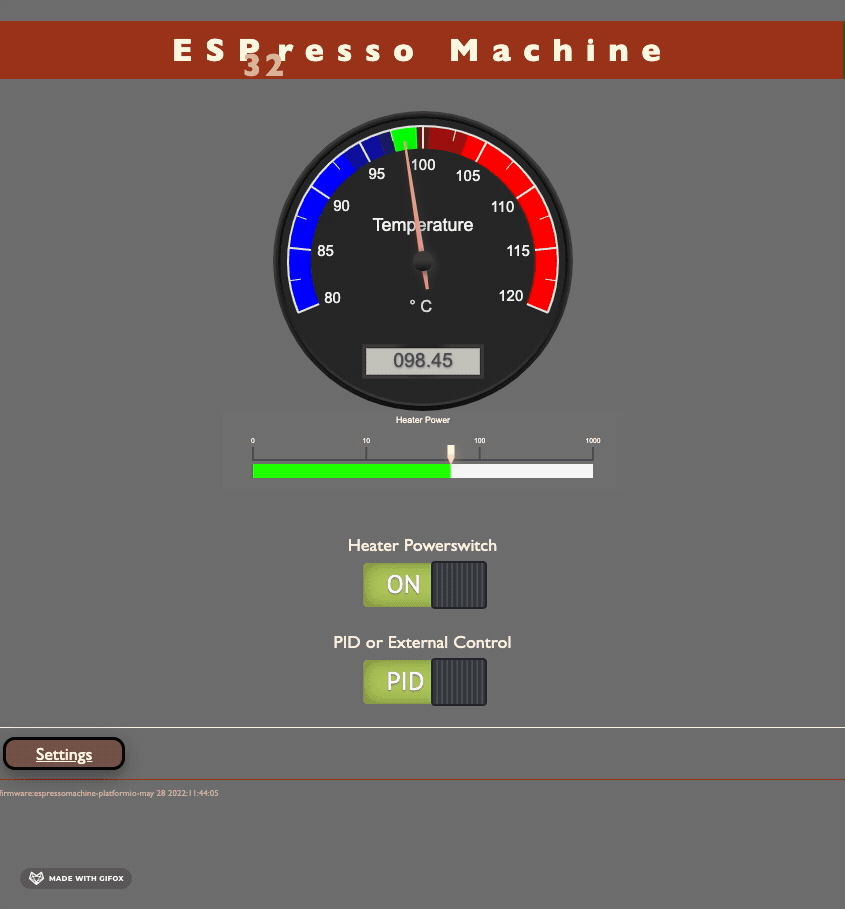 ESPresso Machine
32
80
85
90
95
100
105
110
115
120
Temperature
° C
098.45
Heater Power
0 10 100 1000
Heater Powerswitch
ON
PID or External Control
PID
Settings
firmware:espressomachine-platformio-may 28 2022:11:44:05
MADE WITH GIFOX